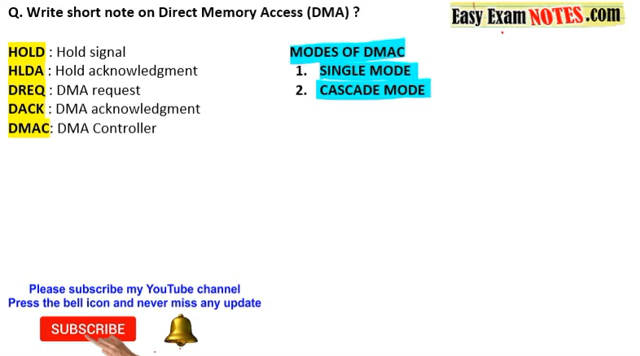 Q. Write short note on Direct Memory Access (DMA) ?
Easy Exam NOTES.com
HOLD : Hold signal
HLDA : Hold acknowledgment
DREQ : DMA request
DACK : DMA acknowledgment
DMAC: DMA Controller
MODES OF DMAC
1. SINGLE MODE
2. CASCADE MODE
Please subscribe my YouTube channel
Press the bell icon and never miss any update
SUBSCRIBE